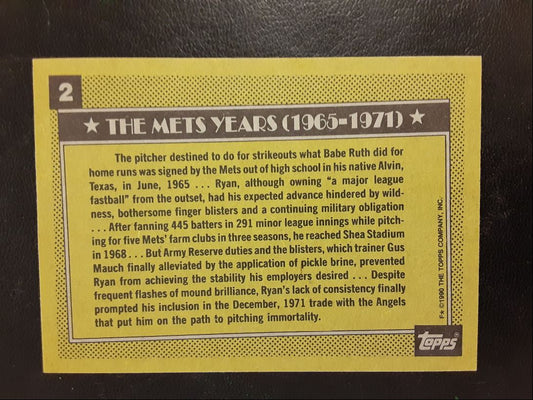 2
★ THE METS YEARS (1965-1971) ★
The pitcher destined to do for strikeouts what Babe Ruth did for
home runs was signed by the Mets out of high school in his native Alvin,
Texas, in June, 1965 . . . Ryan, although owning “a major league
fastball” from the outset, had his expected advance hindered by wild-
ness, bothersome finger blisters and a continuing military obligation
. . . After fanning 445 batters in 291 minor league innings while pitch-
ing for five Mets’ farm clubs in three seasons, he reached Shea Stadium
in 1968 . . . But Army Reserve duties and the blisters, which trainer Gus
Mauch finally alleviated by the application of pickle brine, prevented
Ryan from achieving the stability his employers desired . . . Despite
frequent flashes of mound brilliance, Ryan’s lack of consistency finally
prompted his inclusion in the December, 1971 trade with the Angels
that put him on the path to pitching immortality.
F★ ©1990 THE TOPPS COMPANY, INC.
topps